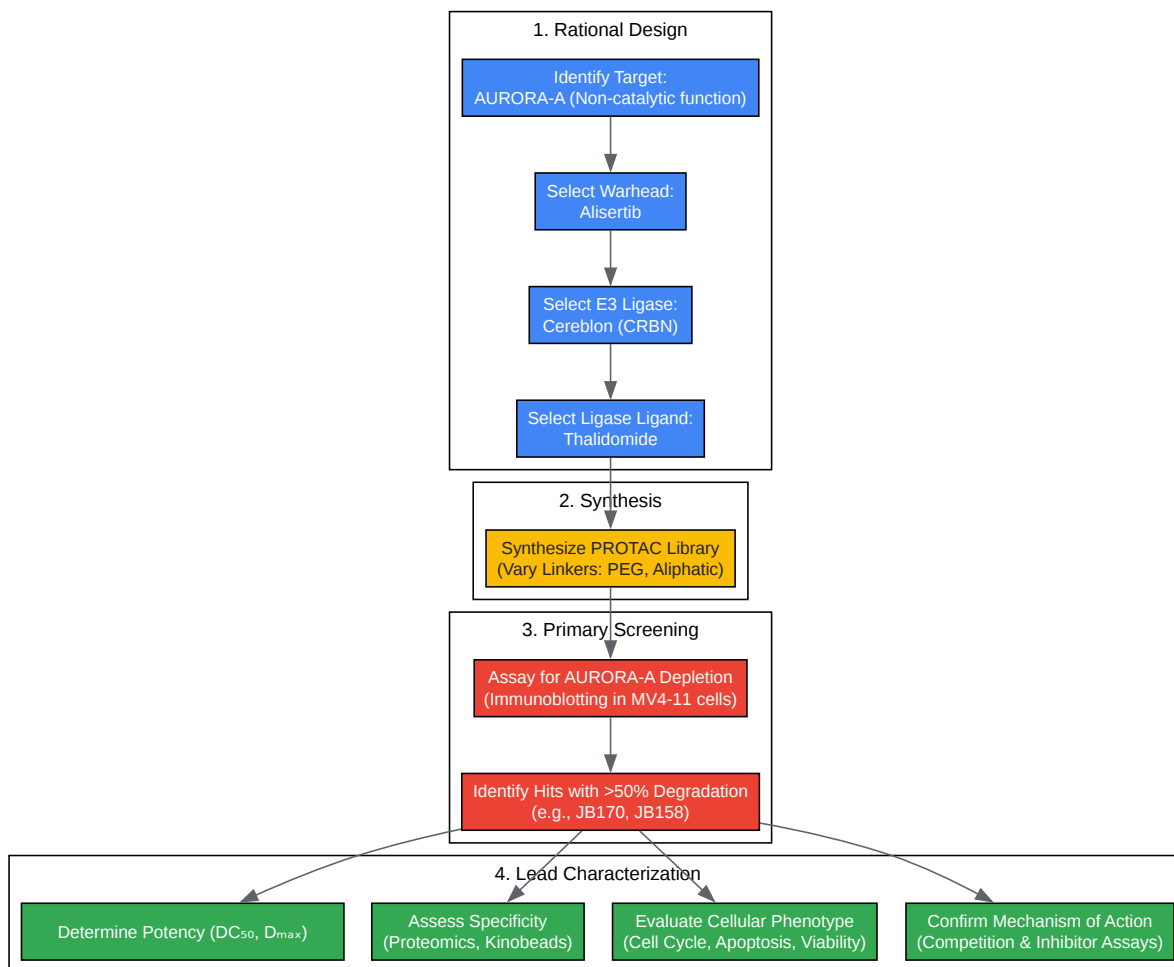 1. Rational Design
Identify Target:
AURORA-A (Non-catalytic function)
Select Warhead:
Alisertib
Select E3 Ligase:
Cereblon (CRBN)
Select Ligase Ligand:
Thalidomide
2. Synthesis
Synthesize PROTAC Library
(Vary Linkers: PEG, Aliphatic)
3. Primary Screening
Assay for AURORA-A Depletion
(Immunoblotting in MV4-11 cells)
Identify Hits with >50% Degradation
(e.g., JB170, JB158)
4. Lead Characterization
Determine Potency (DC₅₀, Dₘₐₓ)
Assess Specificity
(Proteomics, Kinobeads)
Evaluate Cellular Phenotype
(Cell Cycle, Apoptosis, Viability)
Confirm Mechanism of Action
(Competition & Inhibitor Assays)